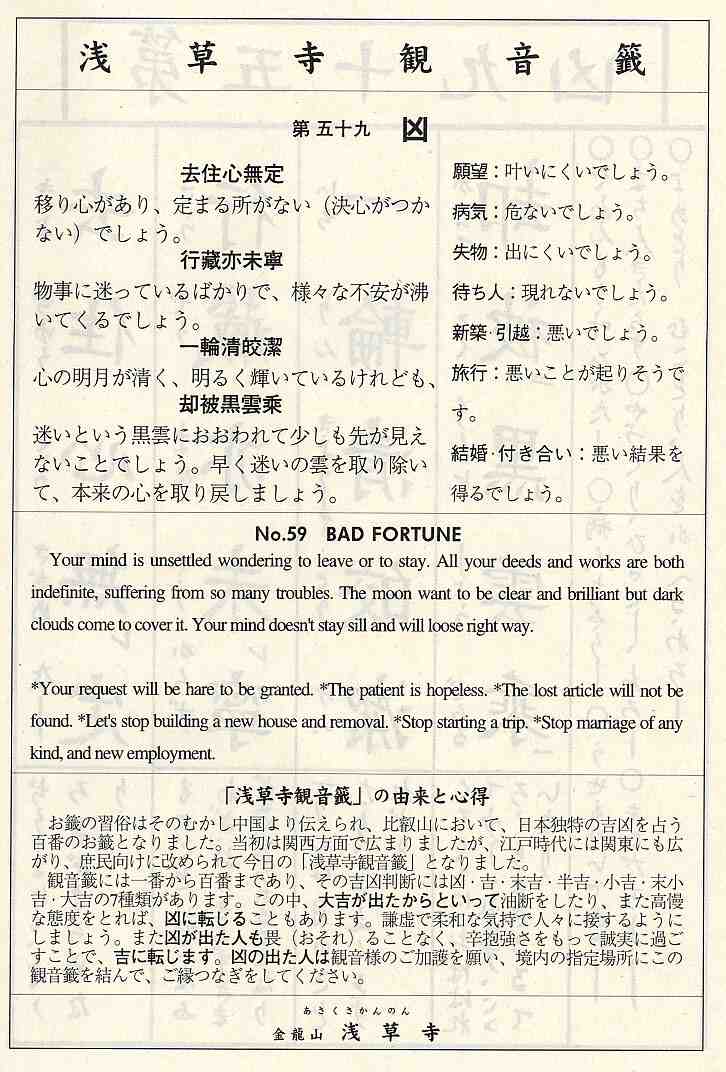 浅草寺観音籤
第五十九 凶
去住心無定
移り心があり、定まる所がない（決心がつか
ない）でしょう。
行藏亦未寧
物事に迷っているばかりで、様々な不安が沸
いてくるでしょう。
一輪清皎潔
心の明月が清く、明るく輝いているけれども、
却被黒雲乘
迷いという黒雲におおわれて少しも先が見え
ないことでしょう。早く迷いの雲を取り除い
て、本来の心を取り戻しましょう。
願望：叶いにくいでしょう。
病気：危ないでしょう。
失物：出にくいでしょう。
待ち人：現れないでしょう。
新築・引越：悪いでしょう。
旅行：悪いことが起りそうで
す。
結婚・付き合い：悪い結果を
得るでしょう。
No.59 BAD FORTUNE
Your mind is unsettled wondering to leave or to stay. All your deeds and works are both
indefinite, suffering from so many troubles. The moon want to be clear and brilliant but dark
clouds come to cover it. Your mind doesn't stay sill and will loose right way.
*Your request will be hare to be granted. *The patient is hopeless. *The lost article will not be
found. *Let's stop building a new house and removal. *Stop starting a trip. *Stop marriage of any
kind, and new employment.
「浅草寺観音籤」の由来と心得
お籤の習俗はそのむかし中国より伝えられ、比叡山において、日本独特の吉凶を占う
百番のお籤となりました。当初は関西方面で広まりましたが、江戸時代には関東にも広
がり、庶民向けに改められて今日の「浅草寺観音籤」となりました。
観音籤には一番から百番まであり、その吉凶判断には凶・吉・末吉・半吉・小吉・末小
吉・大吉の7種類があります。この中、大吉が出たからといって油断をしたり、また高慢
な態度をとれば、凶に転じることもあります。謙虚で柔和な気持で人々に接するように
しましょう。また凶が出た人も畏（おそれ）ることなく、辛抱強さをもって誠実に過ご
すことで、吉に転じます。凶の出た人は観音様のご加護を願い、境内の指定場所にこの
観音籤を結んで、ご縁つなぎをしてください。
あさくさかんのん
金龍山 浅草寺